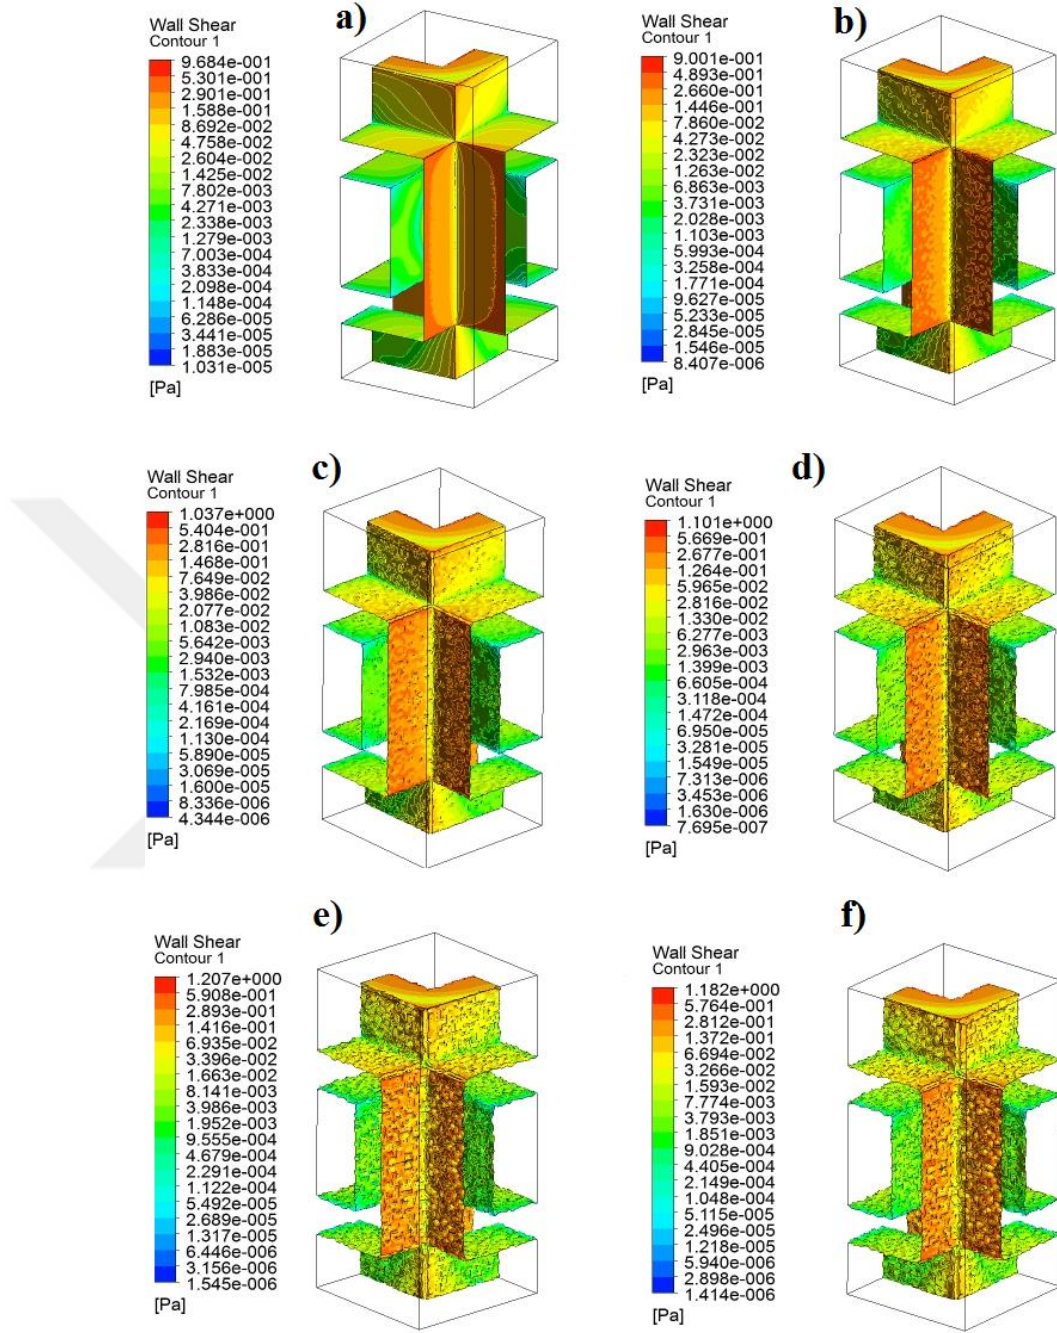 a)
Wall Shear
Contour 1
9.684e-001
5.301e-001
2.901e-001
1.588e-001
8.692e-002
4.758e-002
2.604e-002
1.425e-002
7.802e-003
4.271e-003
2.338e-003
1.279e-003
7.003e-004
3.833e-004
2.098e-004
1.148e-004
6.286e-005
3.441e-005
1.883e-005
1.031e-005
[Pa]
b)
Wall Shear
Contour 1
9.001e-001
4.893e-001
2.660e-001
1.446e-001
7.860e-002
4.273e-002
2.323e-002
1.263e-002
6.863e-003
3.731e-003
2.028e-003
1.103e-003
5.993e-004
3.258e-004
1.771e-004
9.627e-005
5.233e-005
2.845e-005
1.546e-005
8.407e-006
[Pa]
c)
Wall Shear
Contour 1
1.037e+000
5.404e-001
2.816e-001
1.468e-001
7.649e-002
3.986e-002
2.077e-002
1.083e-002
5.642e-003
2.940e-003
1.532e-003
7.985e-004
4.161e-004
2.169e-004
1.130e-004
5.890e-005
3.069e-005
1.600e-005
8.336e-006
4.344e-006
[Pa]
d)
Wall Shear
Contour 1
1.101e+000
5.669e-001
2.677e-001
1.264e-001
5.965e-002
2.816e-002
1.330e-002
6.277e-003
2.963e-003
1.399e-003
6.605e-004
3.118e-004
1.472e-004
6.950e-005
3.281e-005
1.549e-005
7.313e-006
3.453e-006
1.630e-006
7.695e-007
[Pa]
e)
Wall Shear
Contour 1
1.207e+000
5.908e-001
2.893e-001
1.416e-001
6.935e-002
3.396e-002
1.663e-002
8.141e-003
3.986e-003
1.952e-003
9.555e-004
4.679e-004
2.291e-004
1.122e-004
5.492e-005
2.689e-005
1.317e-005
6.446e-006
3.156e-006
1.545e-006
[Pa]
f)
Wall Shear
Contour 1
1.182e+000
5.764e-001
2.812e-001
1.372e-001
6.694e-002
3.266e-002
1.593e-002
7.774e-003
3.793e-003
1.851e-003
9.028e-004
4.405e-004
2.149e-004
1.048e-004
5.115e-005
2.496e-005
1.218e-005
5.940e-006
2.898e-006
1.414e-006
[Pa]